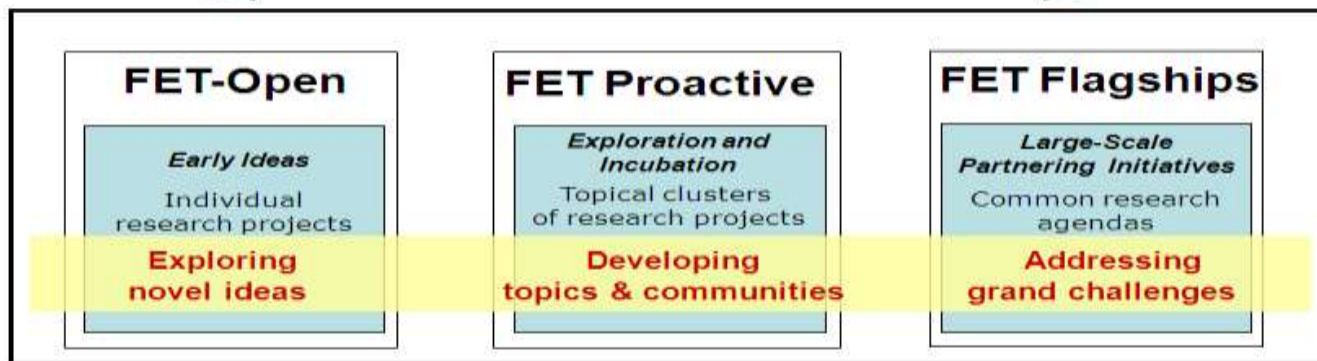 FET-Open
Early Ideas
Individual
research projects
Exploring
novel ideas
FET Proactive
Exploration and
Incubation
Topical clusters
of research projects
Developing
topics & communities
FET Flagships
Large-Scale
Partnering Initiatives
Common research
agendas
Addressing
grand challenges